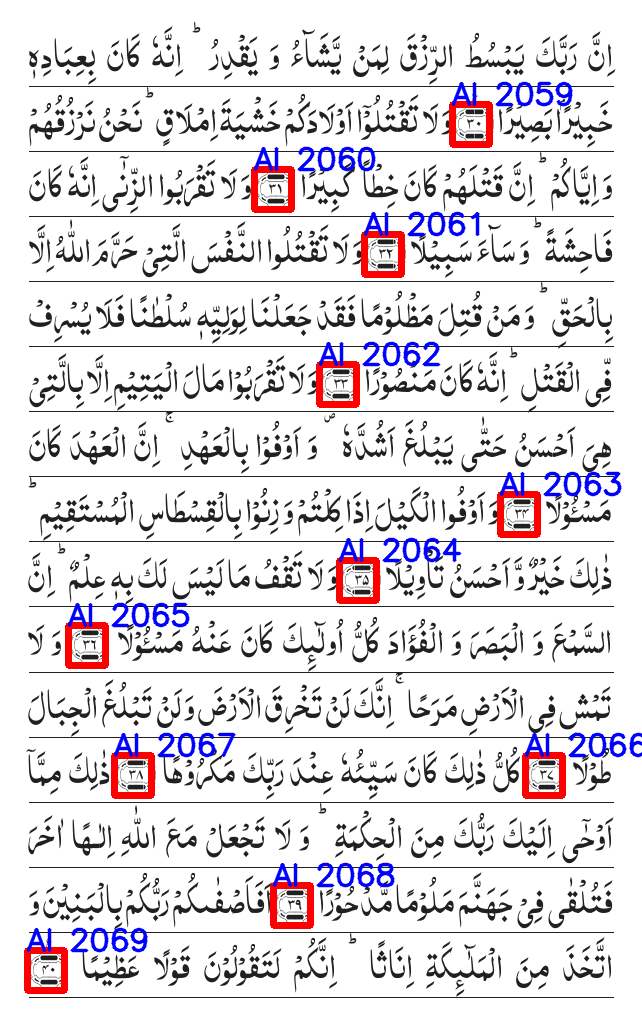 اِنَّ رَبَّكَ يَبْسُطُ الرِّزْقَ لِمَنْ يَّشَآءُ وَ يَقْدِرُ ؕ اِنَّهٗ كَانَ بِعِبَادِهٖ
AI 2059
خَبِيْرًۢا بَصِيْرًا ۳۰ وَ لَا تَقْتُلُوْۤا اَوْلَادَكُمْ خَشْيَةَ اِمْلَاقٍ ؕ نَحْنُ نَرْزُقُهُمْ
AI 2060
وَ اِيَّاكُمْ ؕ اِنَّ قَتْلَهُمْ كَانَ خِطْاً كَبِيْرًا ۳۱ وَ لَا تَقْرَبُوا الزِّنٰۤى اِنَّهٗ كَانَ
AI 2061
فَاحِشَةً ؕ وَ سَآءَ سَبِيْلًا ۳۲ وَ لَا تَقْتُلُوا النَّفْسَ الَّتِيْ حَرَّمَ اللّٰهُ اِلَّا
بِالْحَقِّ ؕ وَ مَنْ قُتِلَ مَظْلُوْمًا فَقَدْ جَعَلْنَا لِوَلِيِّهٖ سُلْطٰنًا فَلَا يُسْرِفْ
AI 2062
فِّي الْقَتْلِ ؕ اِنَّهٗ كَانَ مَنْصُوْرًا ۳۳ وَ لَا تَقْرَبُوْا مَالَ الْيَتِيْمِ اِلَّا بِالَّتِيْ
هِيَ اَحْسَنُ حَتّٰى يَبْلُغَ اَشُدَّهٗ ۪ وَ اَوْفُوْا بِالْعَهْدِ ۚ اِنَّ الْعَهْدَ كَانَ
AI 2063
مَسْـُٔوْلًا ۳۴ وَ اَوْفُوا الْكَيْلَ اِذَا كِلْتُمْ وَ زِنُوْا بِالْقِسْطَاسِ الْمُسْتَقِيْمِ ؕ
AI 2064
ذٰلِكَ خَيْرٌ وَّ اَحْسَنُ تَاْوِيْلًا ۳۵ وَ لَا تَقْفُ مَا لَيْسَ لَكَ بِهٖ عِلْمٌ ؕ اِنَّ
AI 2065
السَّمْعَ وَ الْبَصَرَ وَ الْفُؤَادَ كُلُّ اُولٰٓىِٕكَ كَانَ عَنْهُ مَسْـُٔوْلًا ۳۶ وَ لَا
تَمْشِ فِي الْاَرْضِ مَرَحًا ۚ اِنَّكَ لَنْ تَخْرِقَ الْاَرْضَ وَ لَنْ تَبْلُغَ الْجِبَالَ
AI 2066 AI 2067
طُوْلًا ۳۷ كُلُّ ذٰلِكَ كَانَ سَيِّئُهٗ عِنْدَ رَبِّكَ مَكْرُوْهًا ۳۸ ذٰلِكَ مِمَّاۤ
اَوْحٰۤى اِلَيْكَ رَبُّكَ مِنَ الْحِكْمَةِ ؕ وَ لَا تَجْعَلْ مَعَ اللّٰهِ اِلٰـهًا اٰخَرَ
AI 2068
فَتُلْقٰى فِيْ جَهَنَّمَ مَلُوْمًا مَّدْحُوْرًا ۳۹ اَفَاَصْفٰىكُمْ رَبُّكُمْ بِالْبَنِيْنَ وَ
AI 2069
اتَّخَذَ مِنَ الْمَلٰٓىِٕكَةِ اِنَاثًا ؕ اِنَّكُمْ لَتَقُوْلُوْنَ قَوْلًا عَظِيْمًا ۴۰